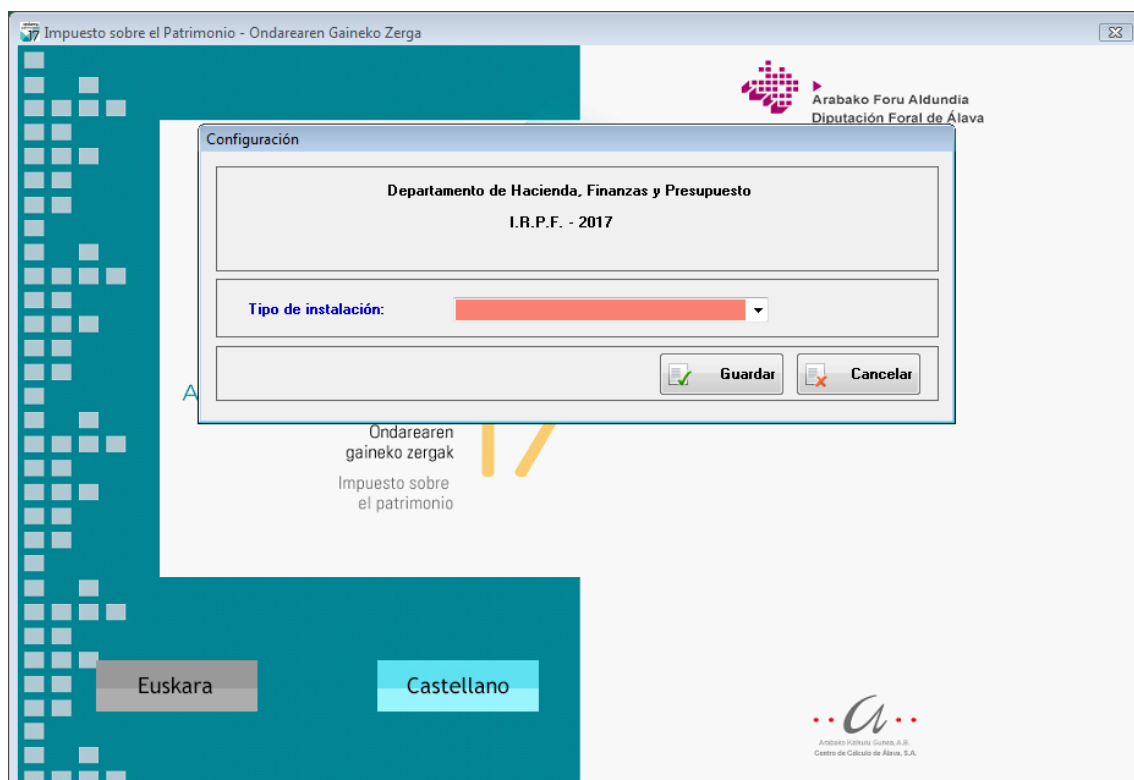 17 Impuesto sobre el Patrimonio - Ondarearen Gaineko Zerga
Arabako Foru Aldundia
Diputación Foral de Álava
Configuración
Departamento de Hacienda, Finanzas y Presupuesto
I.R.P.F. - 2017
Tipo de instalación:
Guardar
Cancelar
A
Ondarearen
gaineko zergak
17
Impuesto sobre
el patrimonio
Euskara
Castellano
a
Arabako Kalkulu Gunea, A.B.
Centro de Cálculo de Álava, S.A.